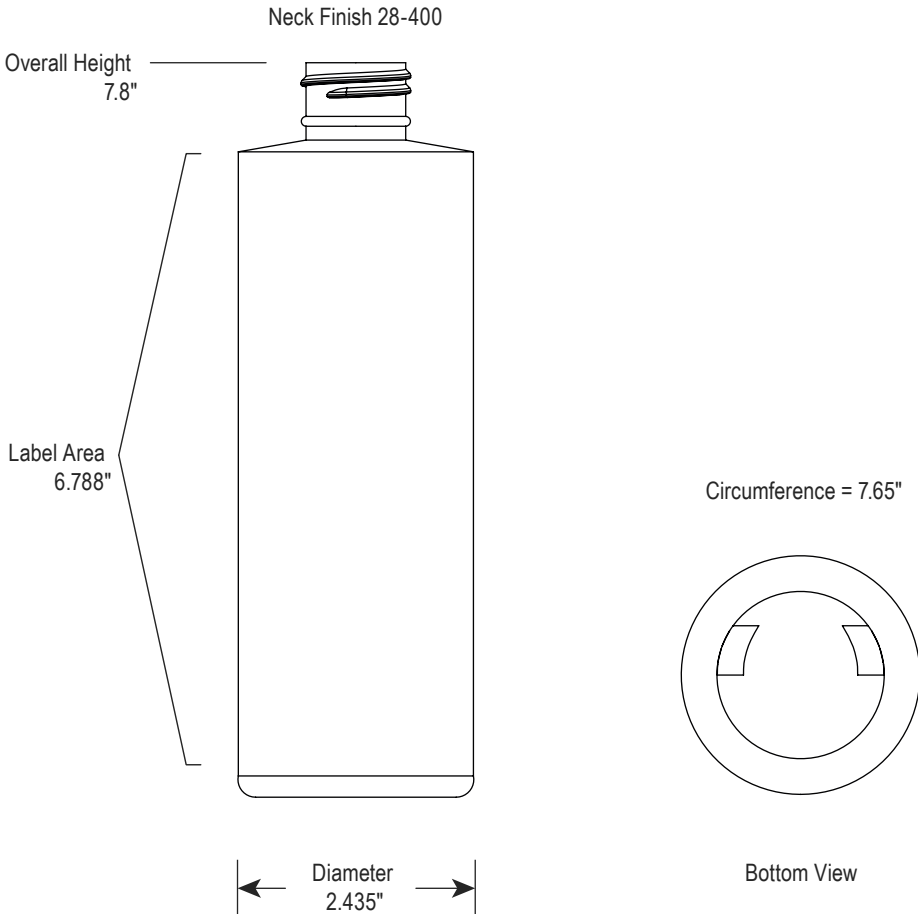 Neck Finish 28-400
Overall Height
7.8"
Label Area
6.788"
Circumference = 7.65"
Diameter
2.435"
Bottom View